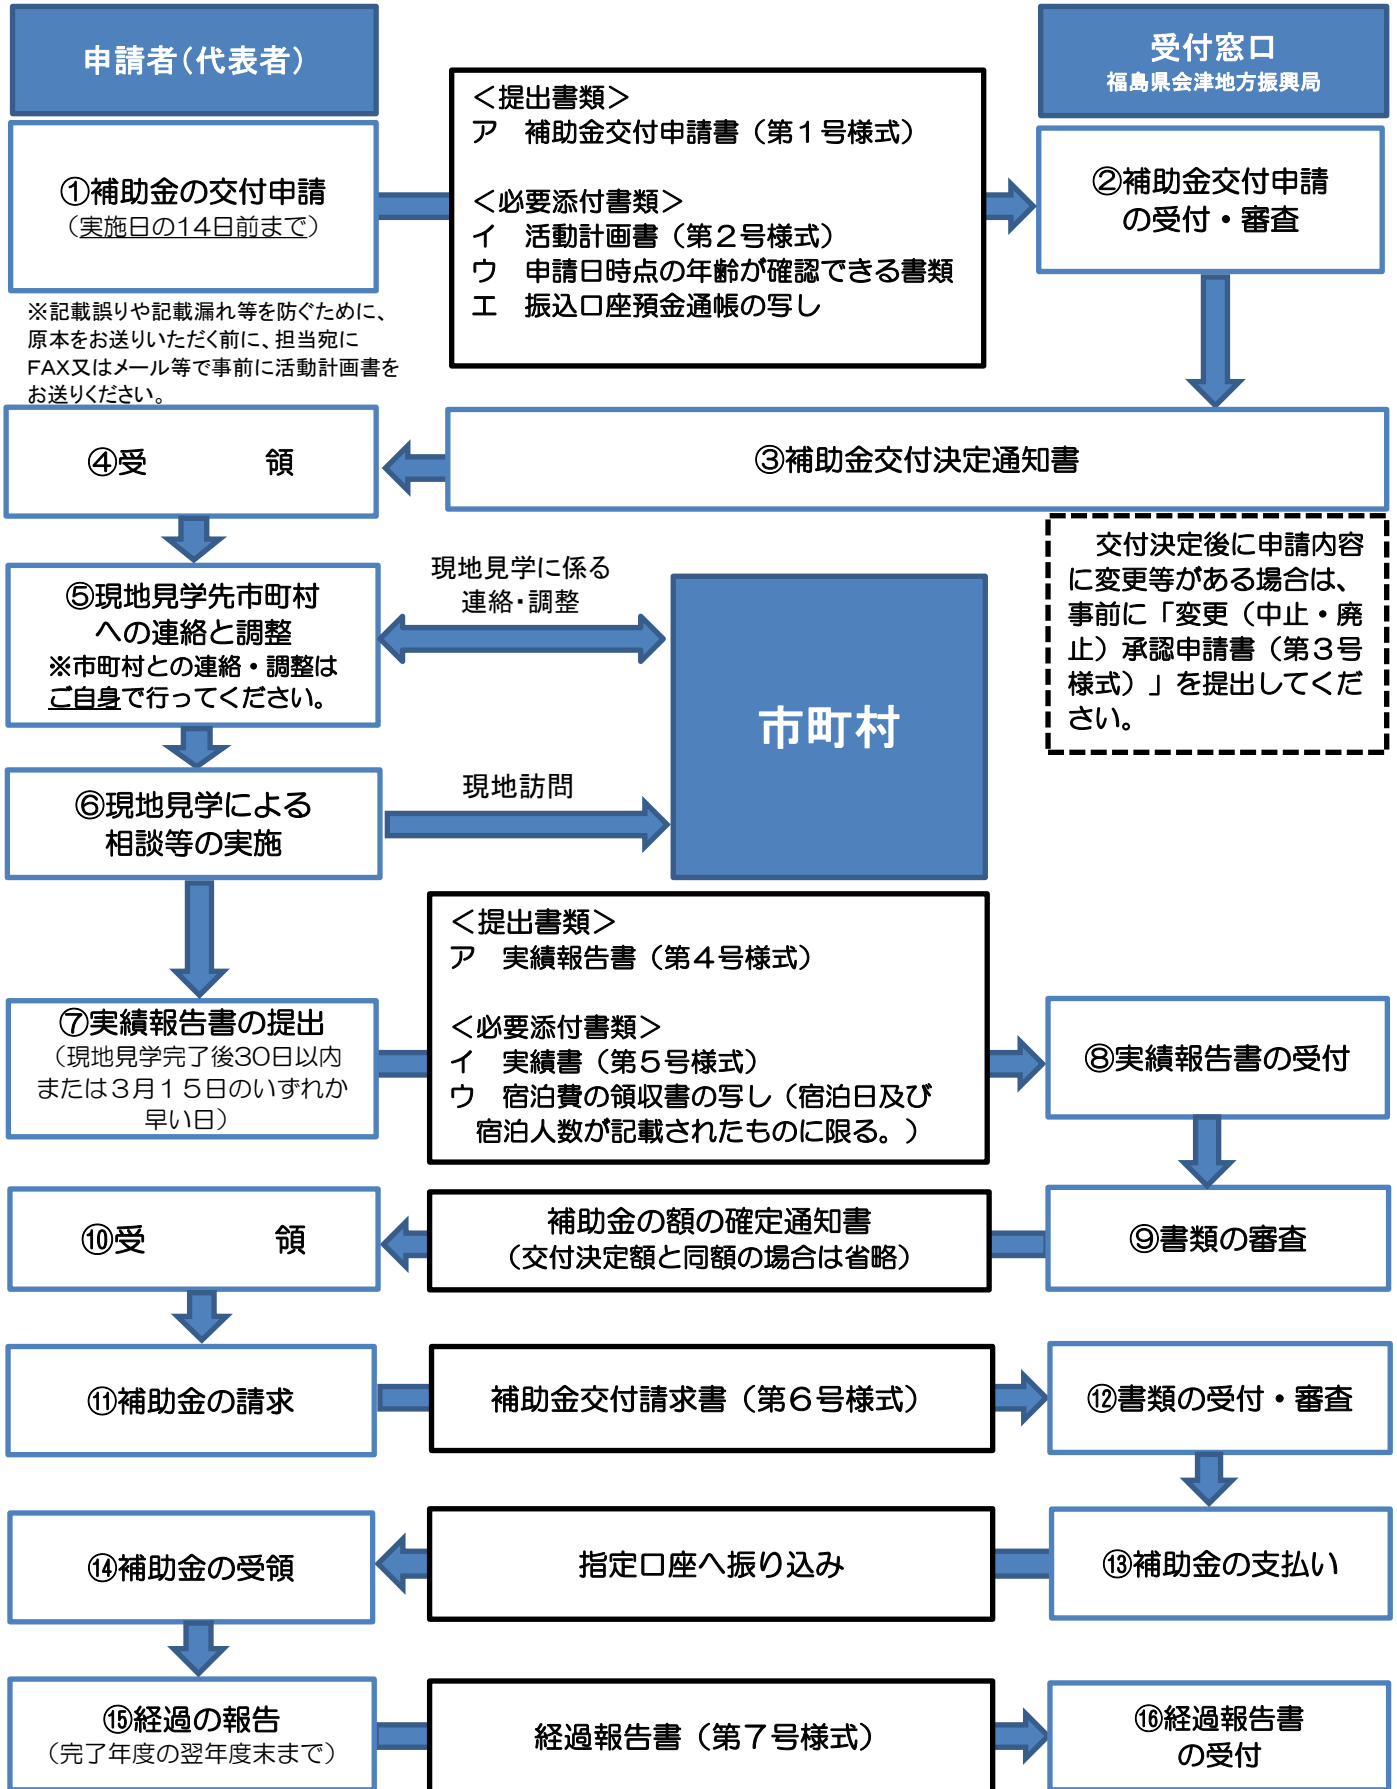 申請者（代表者）
受付窓口
福島県会津地方振興局
①補助金の交付申請
（実施日の14日前まで）
＜提出書類＞
ア　補助金交付申請書（第１号様式）
＜必要添付書類＞
イ　活動計画書（第２号様式）
ウ　申請日時点の年齢が確認できる書類
エ　振込口座預金通帳の写し
②補助金交付申請
の受付・審査
※記載誤りや記載漏れ等を防ぐために、
原本をお送りいただく前に、担当宛に
FAX又はメール等で事前に活動計画書を
お送りください。
③補助金交付決定通知書
④受　　　　領
交付決定後に申請内容
に変更等がある場合は、
事前に「変更（中止・廃
止）承認申請書（第３号
様式）」を提出してくだ
さい。
⑤現地見学先市町村
への連絡と調整
※市町村との連絡・調整は
ご自身で行ってください。
現地見学に係る
連絡・調整
市町村
⑥現地見学による
相談等の実施
現地訪問
⑦実績報告書の提出
（現地見学完了後30日以内
または３月１５日のいずれか
早い日）
＜提出書類＞
ア　実績報告書（第４号様式）
＜必要添付書類＞
イ　実績書（第５号様式）
ウ　宿泊費の領収書の写し（宿泊日及び
宿泊人数が記載されたものに限る。）
⑧実績報告書の受付
⑨書類の審査
補助金の額の確定通知書
（交付決定額と同額の場合は省略）
⑩受　　　　領
⑪補助金の請求
補助金交付請求書（第６号様式）
⑫書類の受付・審査
⑬補助金の支払い
指定口座へ振り込み
⑭補助金の受領
⑮経過の報告
（完了年度の翌年度末まで）
経過報告書（第７号様式）
⑯経過報告書
の受付